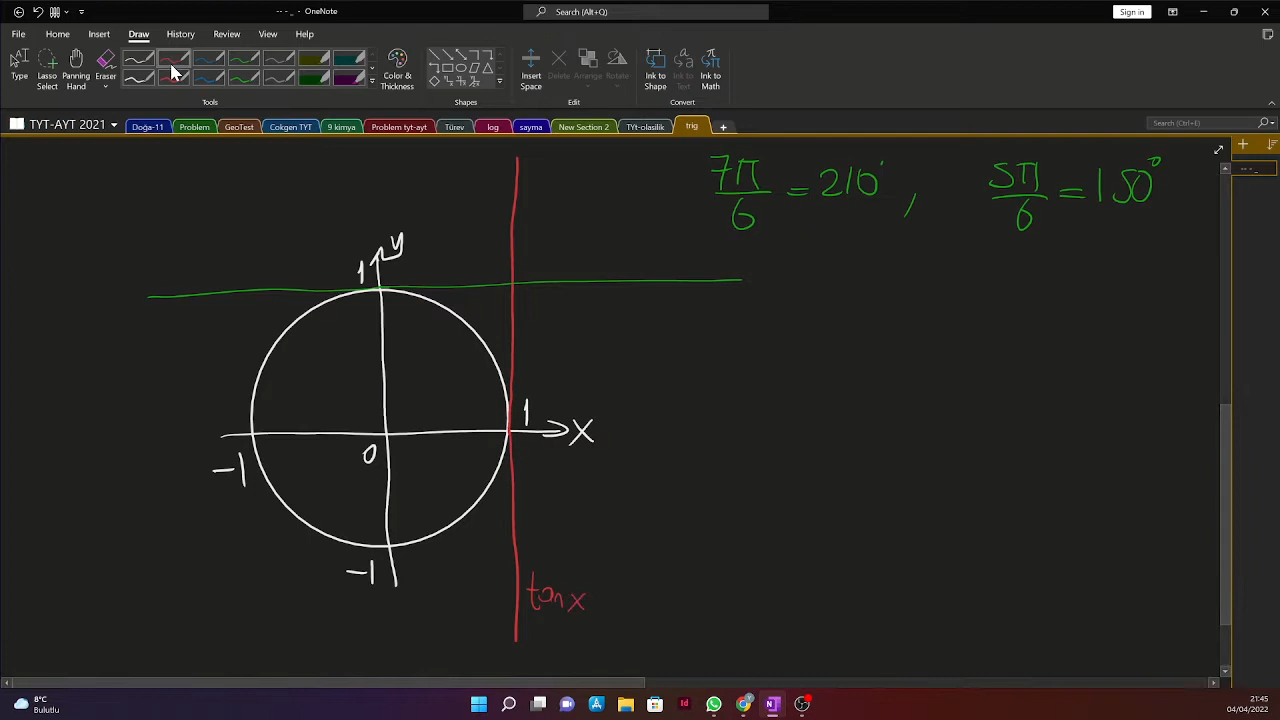 -- -_ - OneNote
Search (Alt+Q)
Sign in
File Home Insert Draw History Review View Help
Type
Lasso Select
Panning Hand
Eraser
Color & Thickness
Insert Space
Delete
Arrange
Rotate
Ink to Shape
Ink to Text
Ink to Math
Tools Shapes Edit Convert
TYT-AYT 2021
Doğa-11 Problem GeoTest Cokgen TYT 9 kimya Problem tyt-ayt Türev log sayma New Section 2 TYt-olasilik trig
Search (Ctrl+E)
-- -_
7π/6 = 210°, 5π/6 = 150°
y
1
1
x
0
-1
-1
tan x
8°C
Bulutlu
21:45
04/04/2022